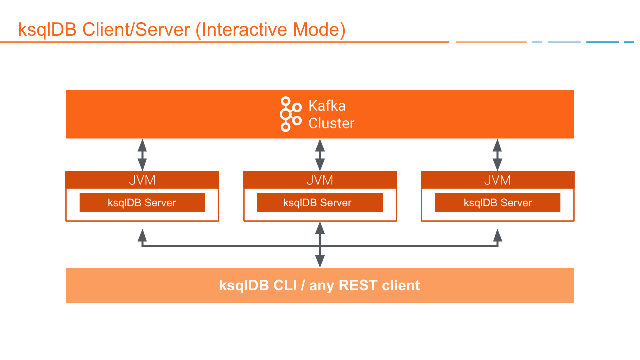 ksqlDB Client/Server (Interactive Mode)
Kafka
Cluster
JVM
JVM
JVM
ksqlDB Server
ksqlDB Server
ksqlDB Server
ksqlDB CLI / any REST client